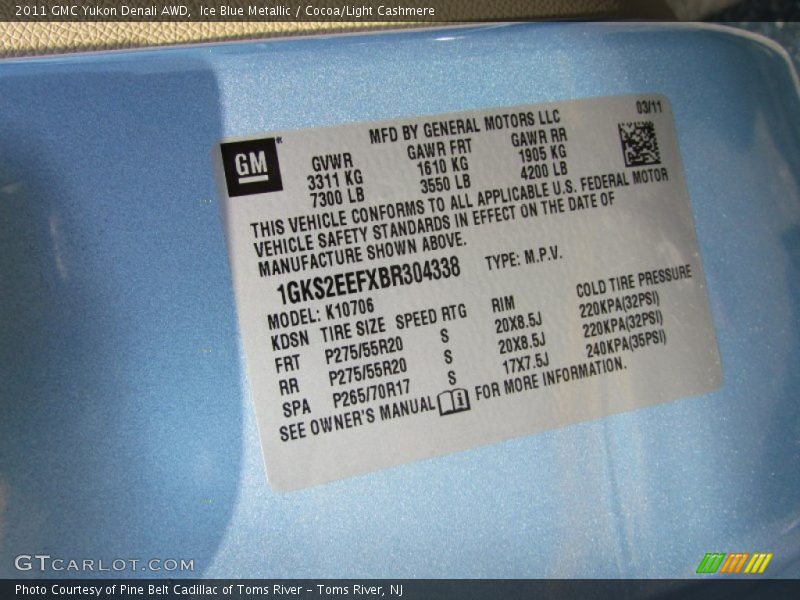 2011 GMC Yukon Denali AWD, Ice Blue Metallic / Cocoa/Light Cashmere
03/11
MFD BY GENERAL MOTORS LLC
GM®
GVWR GAWR FRT GAWR RR
3311 KG 1610 KG 1905 KG
7300 LB 3550 LB 4200 LB
THIS VEHICLE CONFORMS TO ALL APPLICABLE U.S. FEDERAL MOTOR
VEHICLE SAFETY STANDARDS IN EFFECT ON THE DATE OF
MANUFACTURE SHOWN ABOVE.
1GKS2EEFXBR304338 TYPE: M.P.V.
MODEL: K10706
KDSN TIRE SIZE SPEED RTG RIM COLD TIRE PRESSURE
FRT P275/55R20 S 20X8.5J 220KPA(32PSI)
RR P275/55R20 S 20X8.5J 220KPA(32PSI)
SPA P265/70R17 S 17X7.5J 240KPA(35PSI)
SEE OWNER'S MANUAL FOR MORE INFORMATION.
GTCARLOT.COM
Photo Courtesy of Pine Belt Cadillac of Toms River – Toms River, NJ